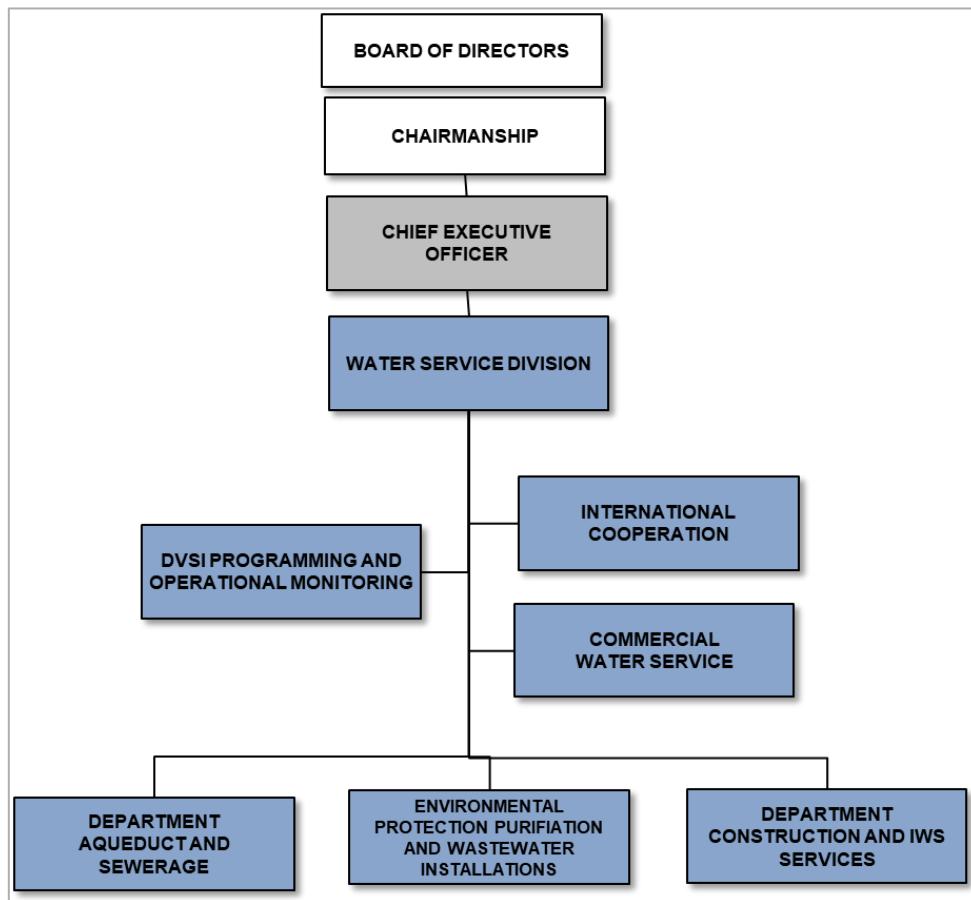 BOARD OF DIRECTORS
CHAIRMANSHIP
CHIEF EXECUTIVE
OFFICER
WATER SERVICE DIVISION
INTERNATIONAL
COOPERATION
DVSI PROGRAMMING AND
OPERATIONAL MONITORING
COMMERCIAL
WATER SERVICE
DEPARTMENT
AQUEDUCT AND
SEWERAGE
ENVIRONMENTAL
PROTECTION PURIFIATION
AND WASTEWATER
INSTALLATIONS
DEPARTMENT
CONSTRUCTION AND IWS
SERVICES